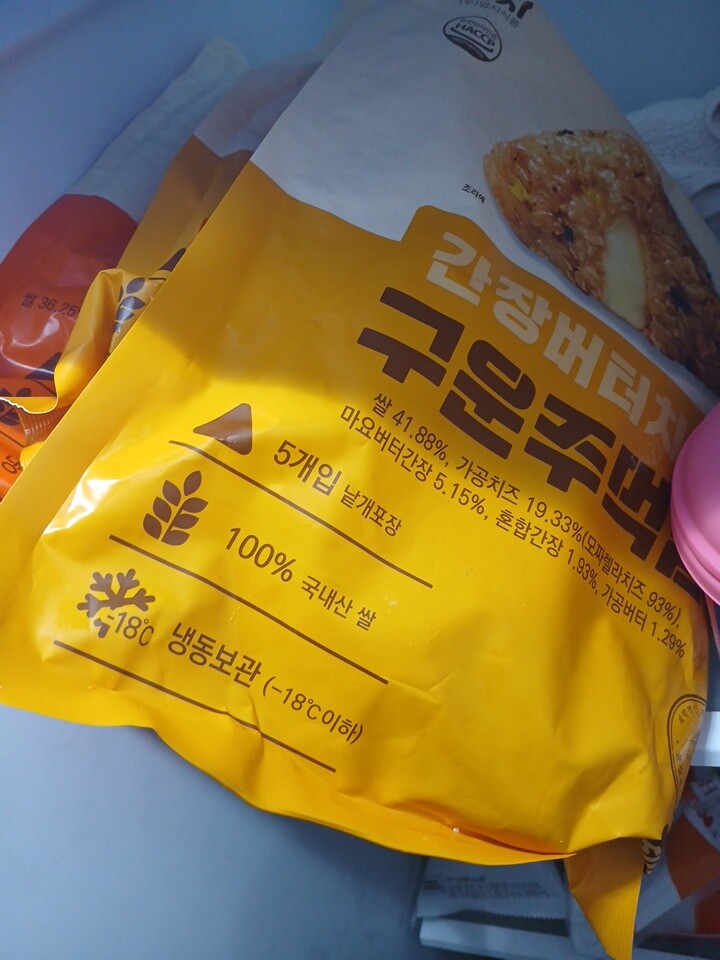 HACCP
조리예
간장버터치
구운주먹
쌀 41.88%, 가공치즈 19.33%(모짜렐라치즈 93%),
마요버터간장 5.15%, 혼합간장 1.93%, 가공버터 1.29%
5개입 낱개포장
100% 국내산 쌀
-18℃ 냉동보관 (-18℃이하)
쌀 36.25